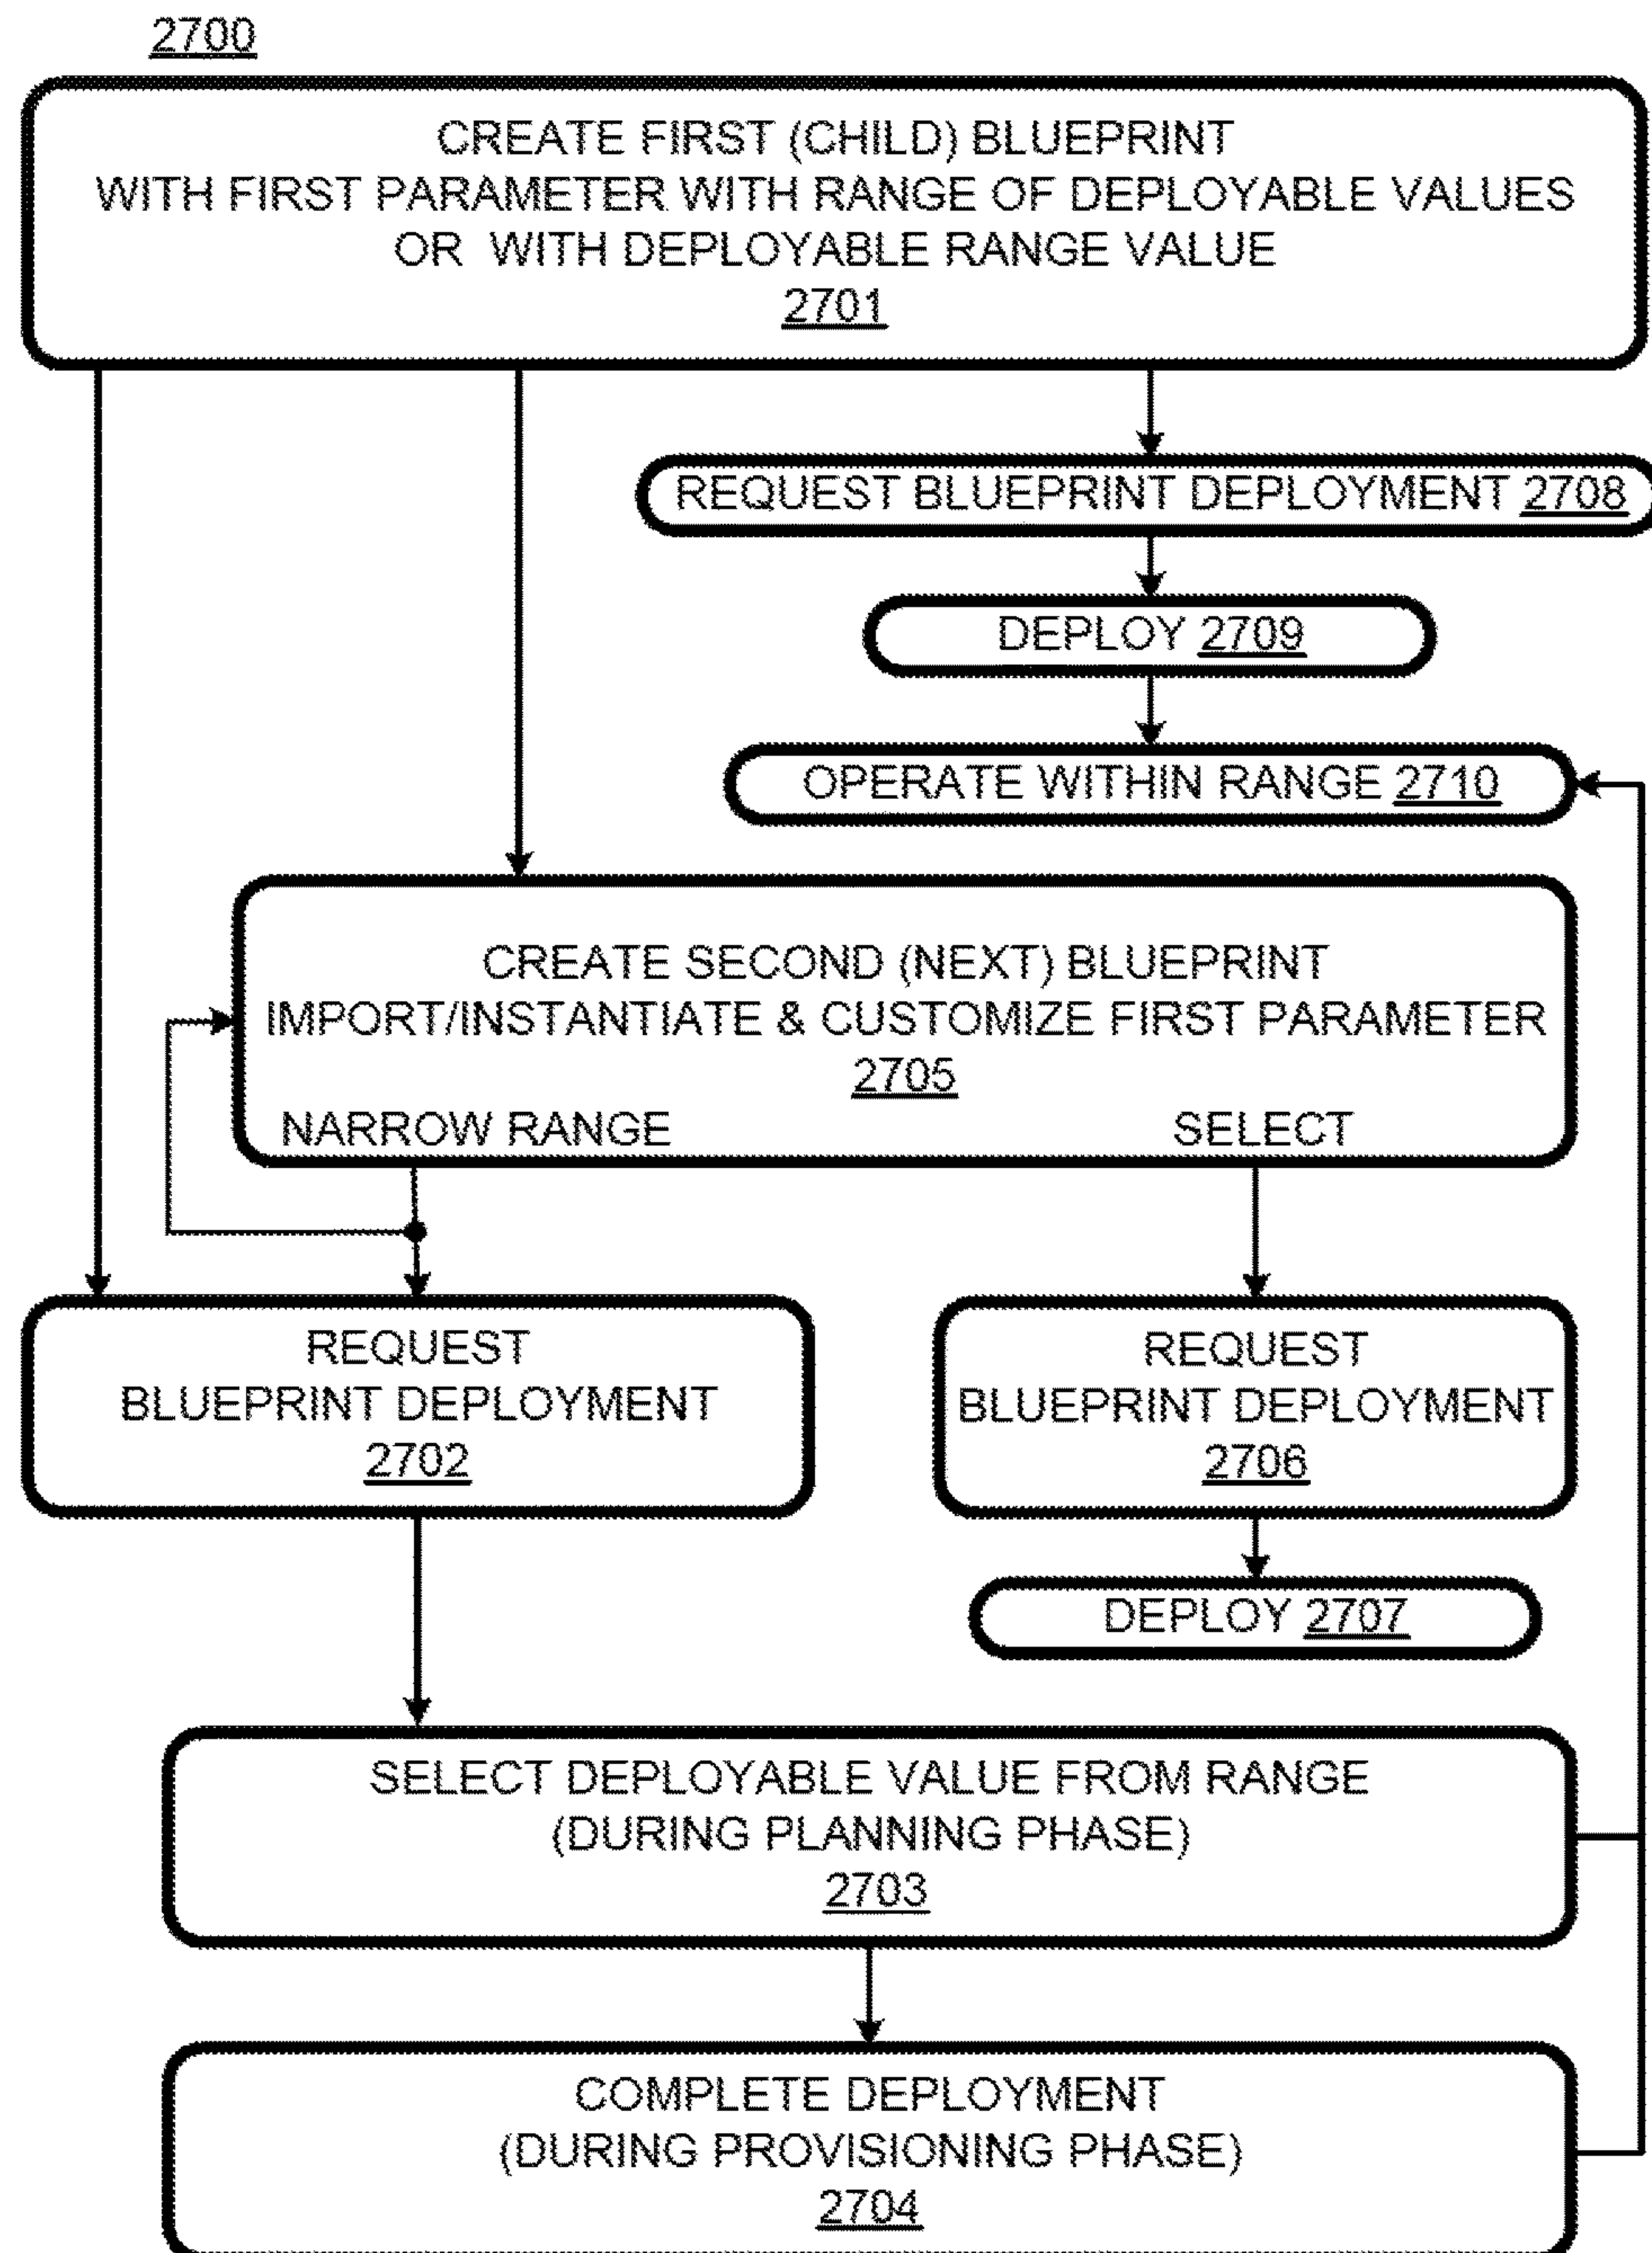 2700
CREATE FIRST (CHILD) BLUEPRINT
WITH FIRST PARAMETER WITH RANGE OF DEPLOYABLE VALUES
OR WITH DEPLOYABLE RANGE VALUE
2701
REQUEST BLUEPRINT DEPLOYMENT 2708
DEPLOY 2709
OPERATE WITHIN RANGE 2710
CREATE SECOND (NEXT) BLUEPRINT
IMPORT/INSTANTIATE & CUSTOMIZE FIRST PARAMETER
2705
NARROW RANGE
SELECT
REQUEST
BLUEPRINT DEPLOYMENT
2702
REQUEST
BLUEPRINT DEPLOYMENT
2706
DEPLOY 2707
SELECT DEPLOYABLE VALUE FROM RANGE
(DURING PLANNING PHASE)
2703
COMPLETE DEPLOYMENT
(DURING PROVISIONING PHASE)
2704